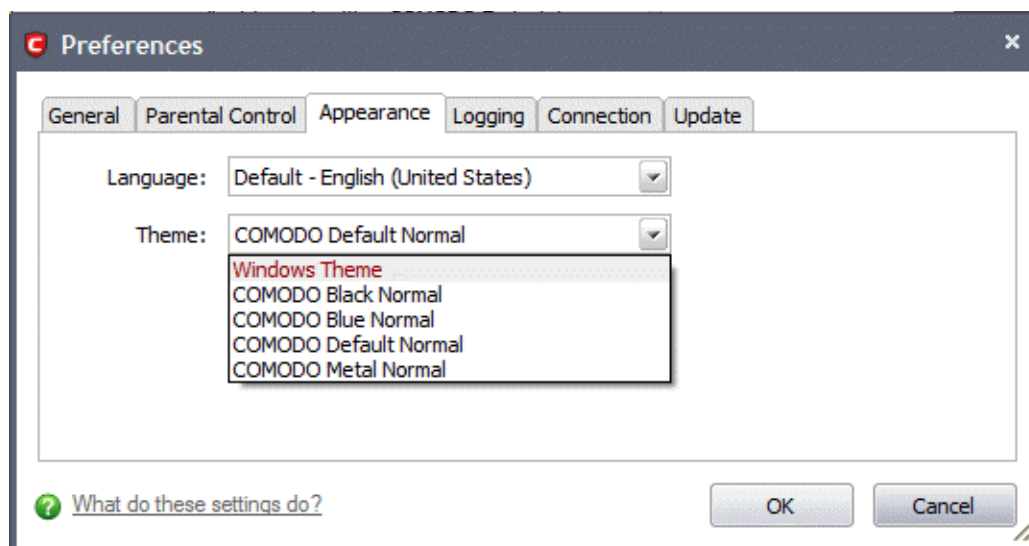 Preferences
General Parental Control Appearance Logging Connection Update
Language: Default - English (United States)
Theme: COMODO Default Normal
Windows Theme
COMODO Black Normal
COMODO Blue Normal
COMODO Default Normal
COMODO Metal Normal
What do these settings do?
OK Cancel